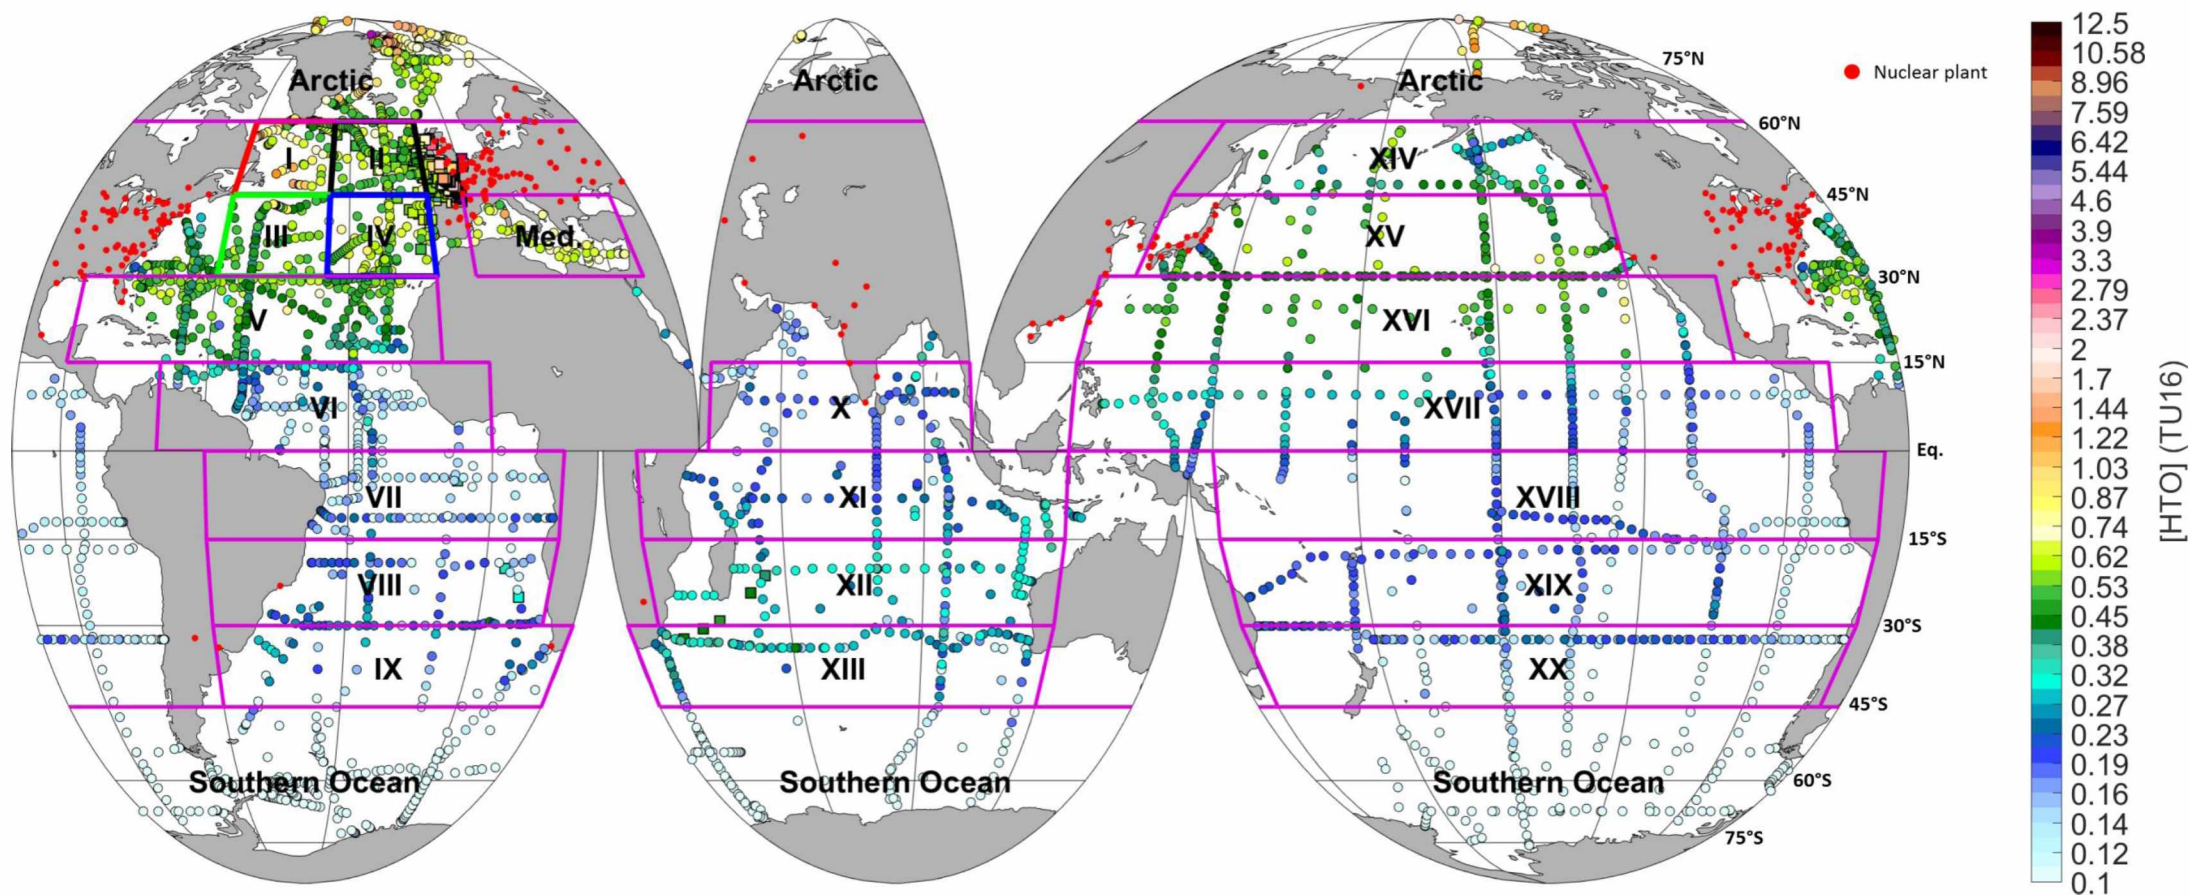 Arctic
Arctic
Arctic
75°N
Nuclear plant
60°N
I
II
XIV
45°N
III
IV
Med.
XV
30°N
V
XVI
15°N
VI
X
XVII
Eq.
VII
XI
XVIII
15°S
VIII
XII
XIX
30°S
IX
XIII
XX
45°S
Southern Ocean
Southern Ocean
Southern Ocean
60°S
75°S
12.5
10.58
8.96
7.59
6.42
5.44
4.6
3.9
3.3
2.79
2.37
2
1.7
1.44
1.22
1.03
0.87
0.74
0.62
0.53
0.45
0.38
0.32
0.27
0.23
0.19
0.16
0.14
0.12
0.1
[HTO] (TU16)